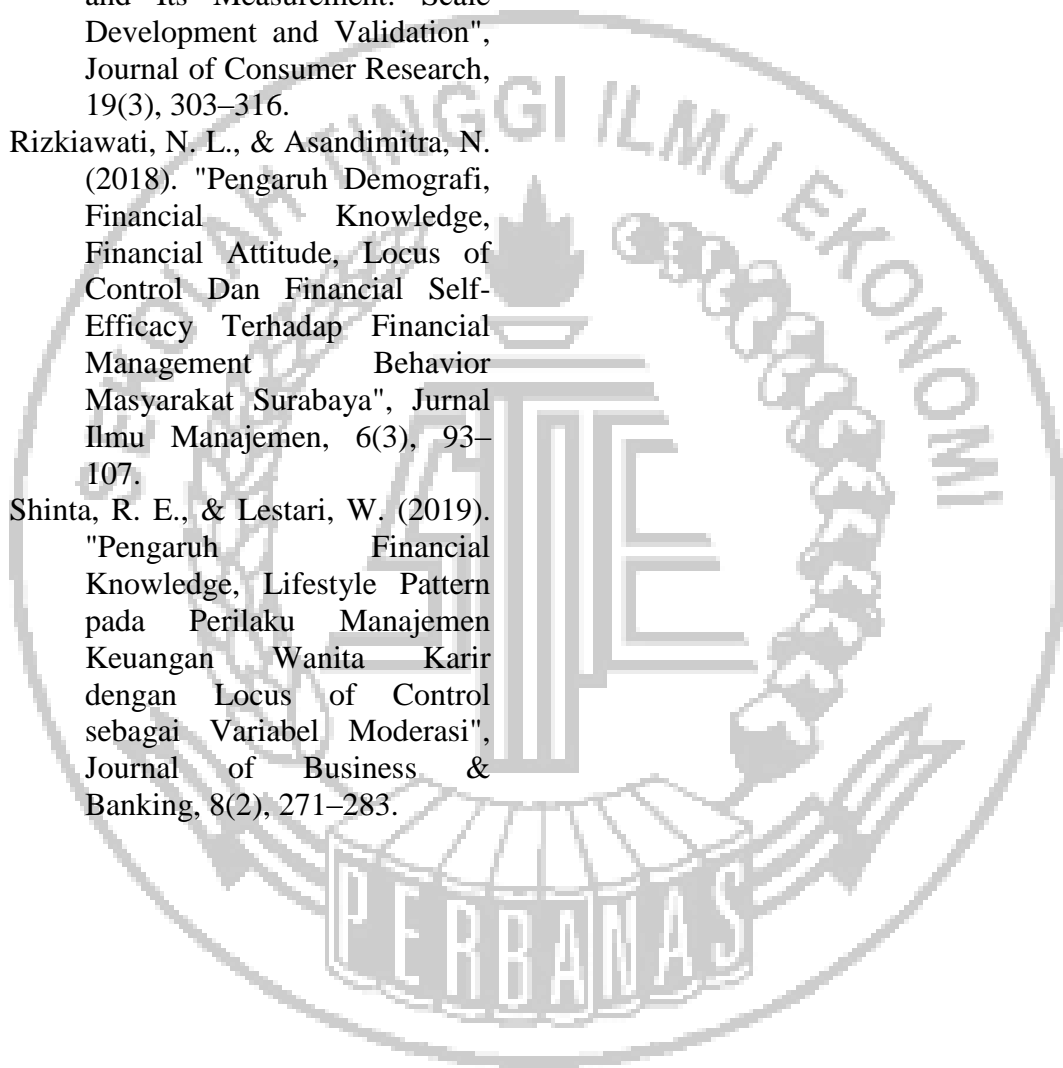 and Its Measurement: Scale
Development and Validation",
Journal of Consumer Research,
19(3), 303–316.
Rizkiawati, N. L., & Asandimitra, N.
(2018). "Pengaruh Demografi,
Financial Knowledge,
Financial Attitude, Locus of
Control Dan Financial Self-
Efficacy Terhadap Financial
Management Behavior
Masyarakat Surabaya", Jurnal
Ilmu Manajemen, 6(3), 93–
107.
Shinta, R. E., & Lestari, W. (2019).
"Pengaruh Financial
Knowledge, Lifestyle Pattern
pada Perilaku Manajemen
Keuangan Wanita Karir
dengan Locus of Control
sebagai Variabel Moderasi",
Journal of Business &
Banking, 8(2), 271–283.
SEKOLAH TINGGI ILMU EKONOMI
PERBANAS